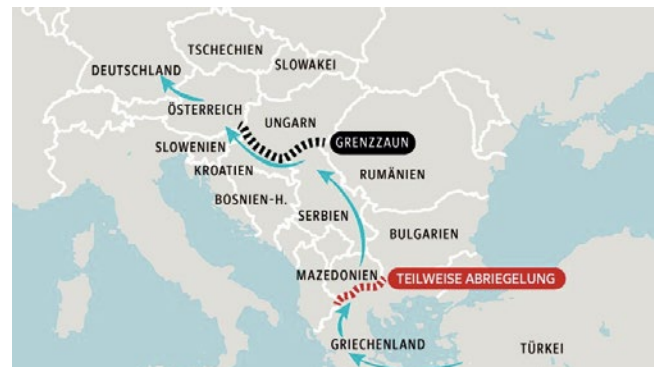 TSCHECHIEN
DEUTSCHLAND
SLOWAKEI
ÖSTERREICH
UNGARN
GRENZZAUN
SLOWENIEN
KROATIEN
RUMÄNIEN
BOSNIEN-H.
SERBIEN
BULGARIEN
MAZEDONIEN
TEILWEISE ABRIEGELUNG
GRIECHENLAND
TÜRKEI